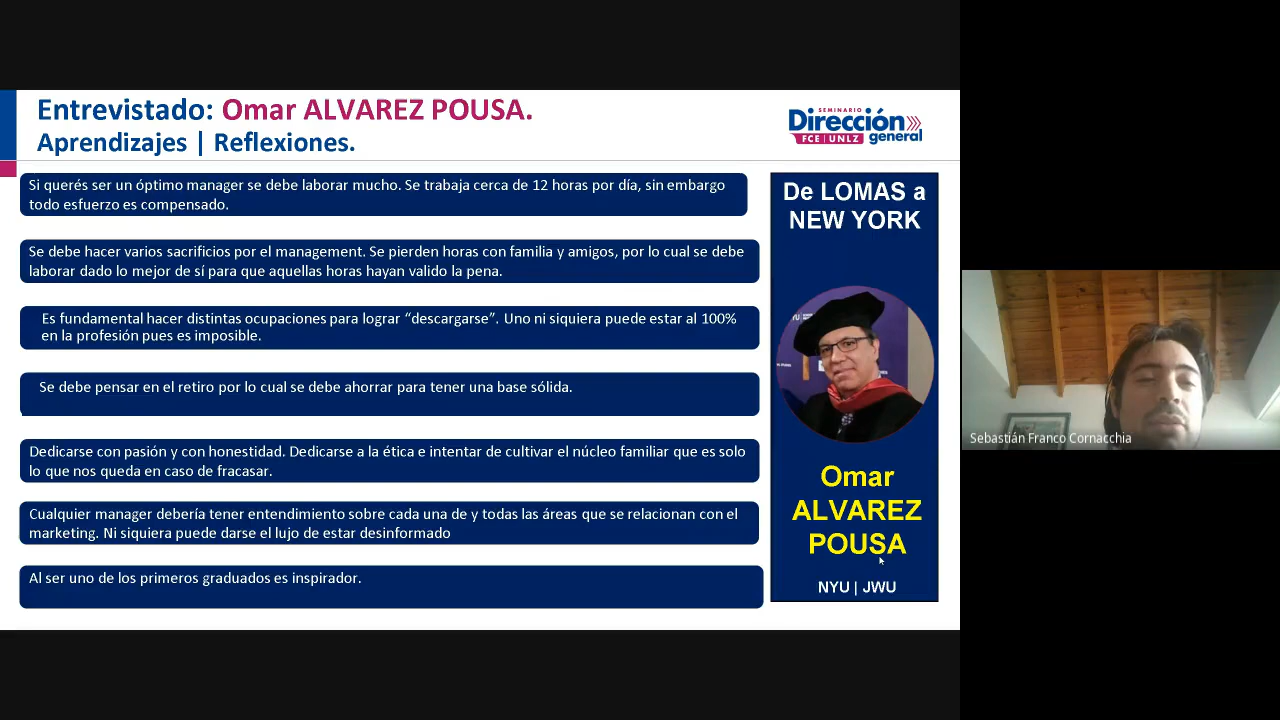 Entrevistado: Omar ALVAREZ POUSA.
Aprendizajes | Reflexiones.
SEMINARIO
Dirección
FCE | UNLZ general
Si querés ser un óptimo manager se debe laborar mucho. Se trabaja cerca de 12 horas por día, sin embargo
todo esfuerzo es compensado.
Se debe hacer varios sacrificios por el management. Se pierden horas con familia y amigos, por lo cual se debe
laborar dado lo mejor de sí para que aquellas horas hayan valido la pena.
Es fundamental hacer distintas ocupaciones para lograr “descargarse”. Uno ni siquiera puede estar al 100%
en la profesión pues es imposible.
Se debe pensar en el retiro por lo cual se debe ahorrar para tener una base sólida.
Dedicarse con pasión y con honestidad. Dedicarse a la ética e intentar de cultivar el núcleo familiar que es solo
lo que nos queda en caso de fracasar.
Cualquier manager debería tener entendimiento sobre cada una de y todas las áreas que se relacionan con el
marketing. Ni siquiera puede darse el lujo de estar desinformado
Al ser uno de los primeros graduados es inspirador.
De LOMAS a
NEW YORK
Omar
ALVAREZ
POUSA
NYU | JWU
Sebastián Franco Cornacchia